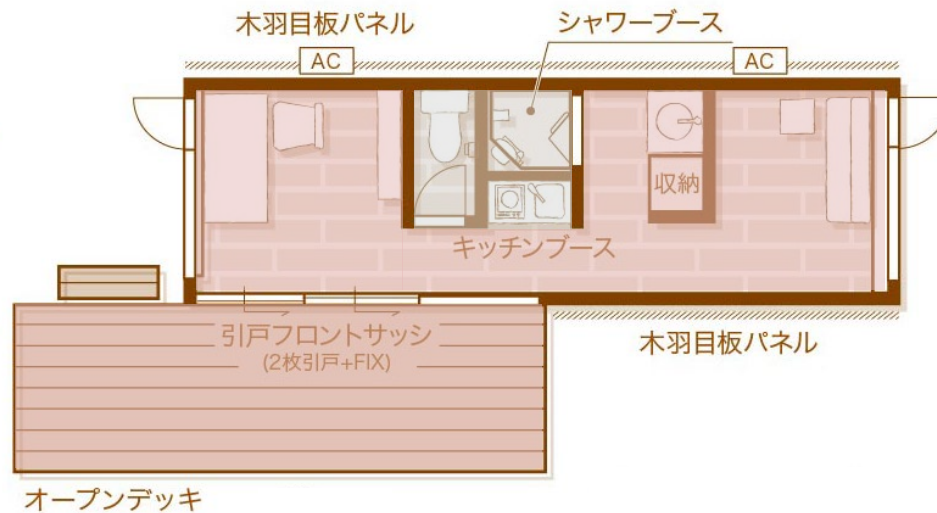 木羽目板パネル
シャワーブース
AC
AC
収納
キッチンブース
引戸フロントサッシ
(2枚引戸+FIX)
木羽目板パネル
オープンデッキ